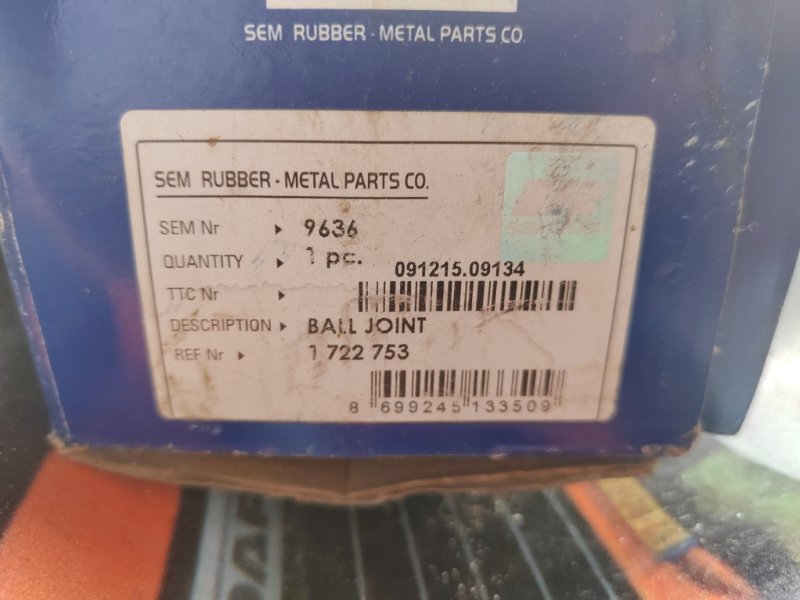 SEM RUBBER - METAL PARTS CO.
SEM RUBBER - METAL PARTS CO.
SEM Nr ▸ 9636
QUANTITY ▸ 1 pc.
091215.09134
TTC Nr ▸
DESCRIPTION ▸ BALL JOINT
REF Nr ▸ 1 722 753
8 699245 133509